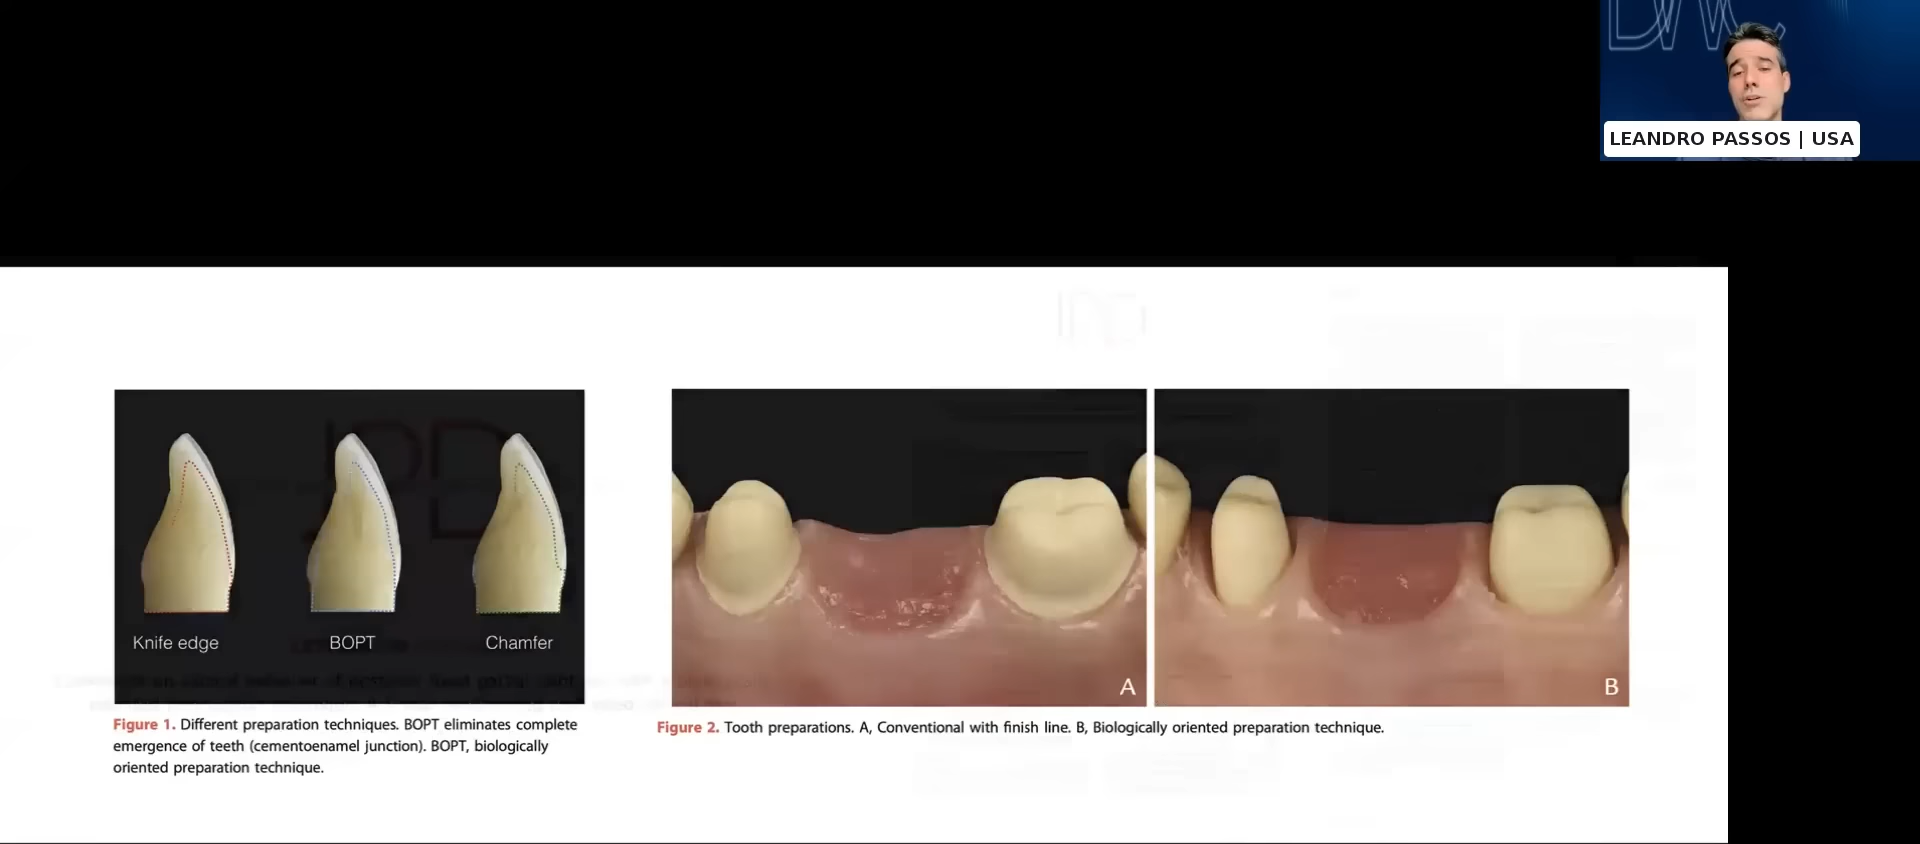 LEANDRO PASSOS | USA
Knife edge
BOPT
Chamfer
A
B
Figure 1. Different preparation techniques. BOPT eliminates complete
emergence of teeth (cementoenamel junction). BOPT, biologically
oriented preparation technique.
Figure 2. Tooth preparations. A, Conventional with finish line. B, Biologically oriented preparation technique.